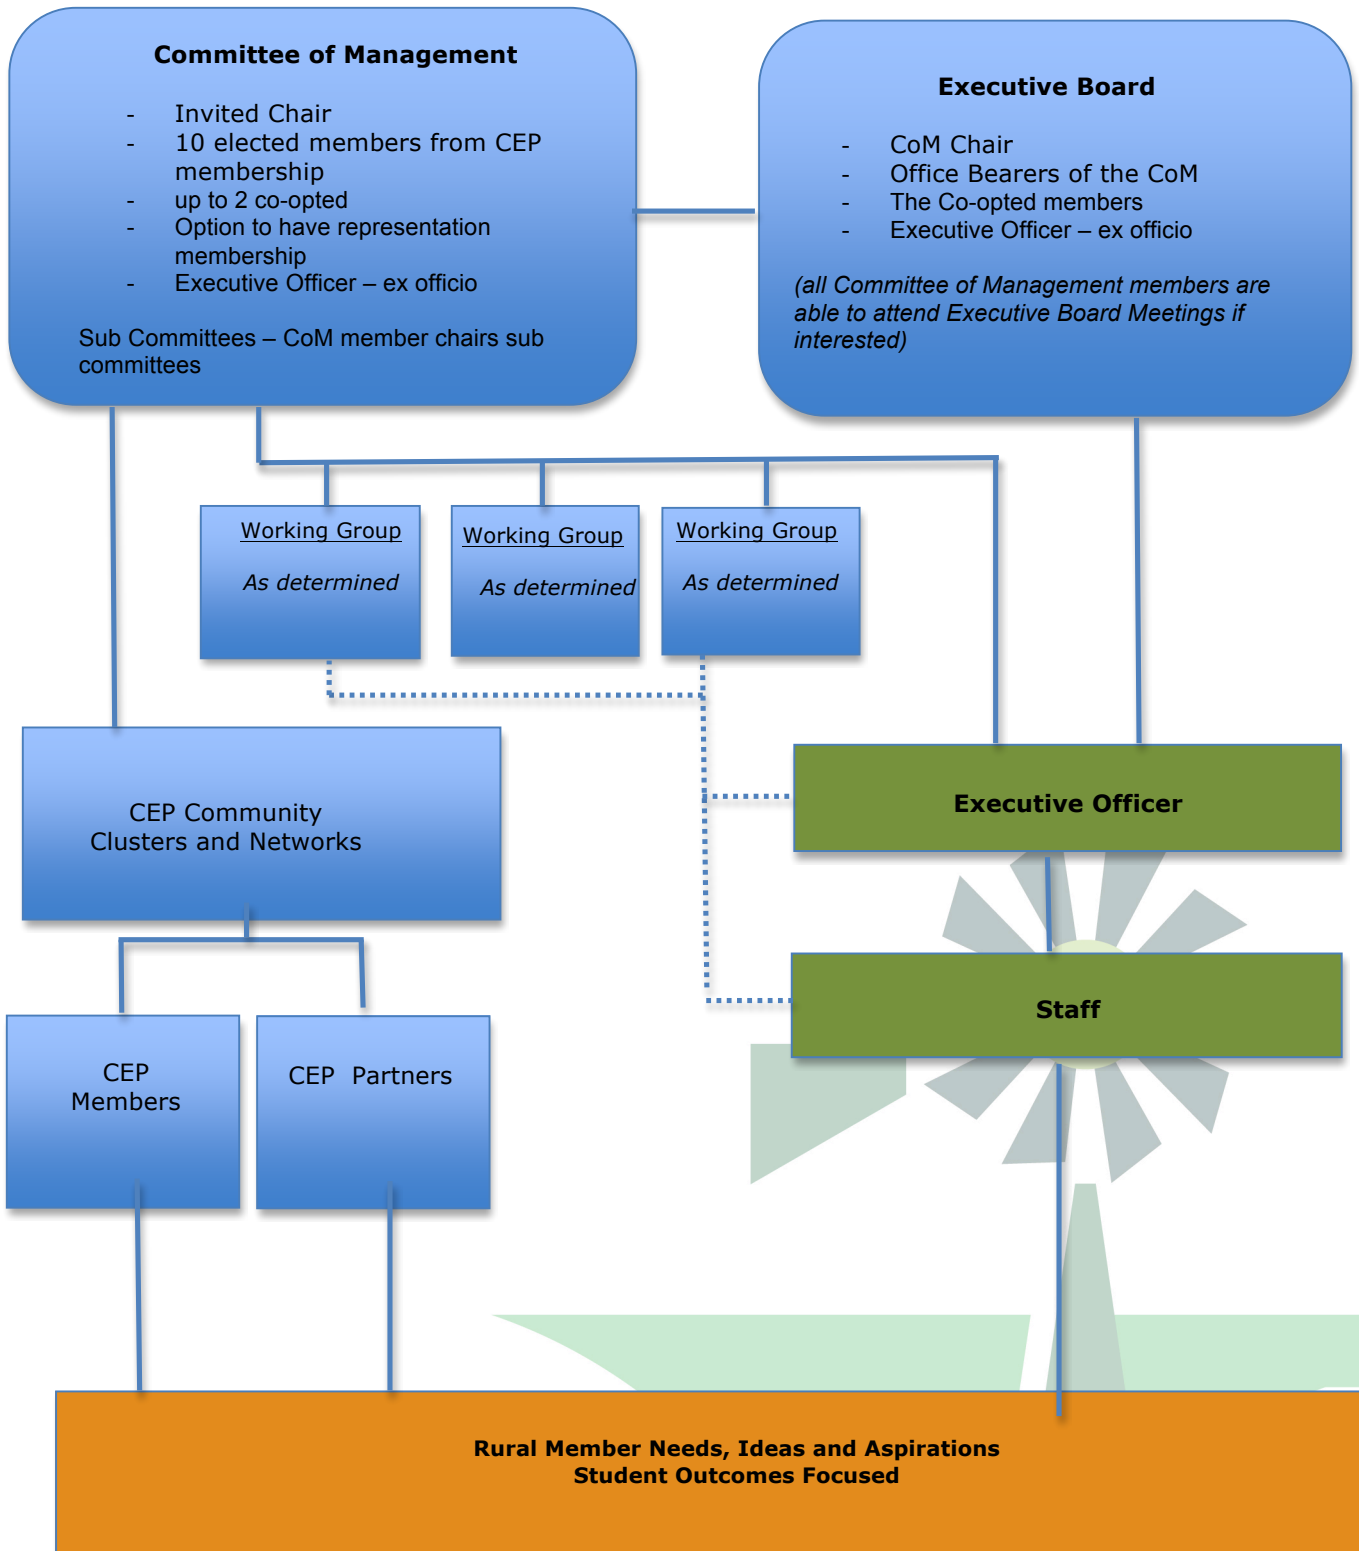 Committee of Management
- Invited Chair
- 10 elected members from CEP
membership
- up to 2 co-opted
- Option to have representation
membership
- Executive Officer – ex officio
Sub Committees – CoM member chairs sub
committees
Executive Board
- CoM Chair
- Office Bearers of the CoM
- The Co-opted members
- Executive Officer – ex officio
(all Committee of Management members are
able to attend Executive Board Meetings if
interested)
Working Group
As determined
Working Group
As determined
Working Group
As determined
CEP Community
Clusters and Networks
Executive Officer
Staff
CEP
Members
CEP Partners
Rural Member Needs, Ideas and Aspirations
Student Outcomes Focused